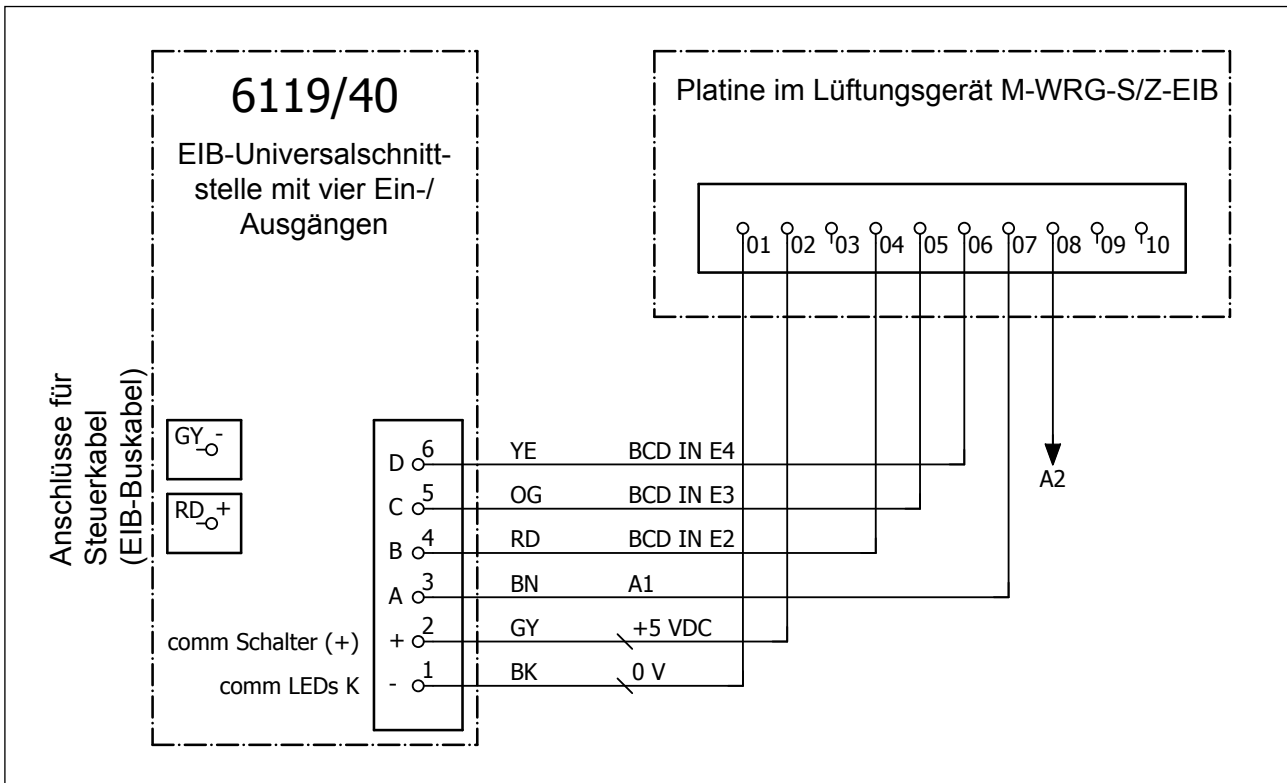 6119/40
EIB-Universalschnitt-
stelle mit vier Ein-/
Ausgängen
Platine im Lüftungsgerät M-WRG-S/Z-EIB
01 02 03 04 05 06 07 08 09 10
Anschlüsse für
Steuerkabel
(EIB-Buskabel)
GY -
RD +
D 6 YE BCD IN E4
C 5 OG BCD IN E3
B 4 RD BCD IN E2
A 3 BN A1
comm Schalter (+) + 2 GY +5 VDC
comm LEDs K - 1 BK 0 V
A2